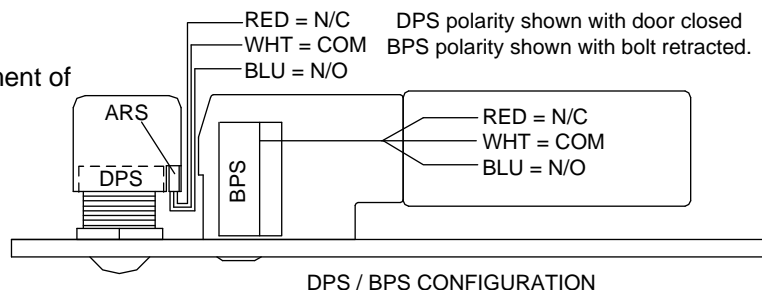 RED = N/C
WHT = COM
BLU = N/O
DPS polarity shown with door closed
BPS polarity shown with bolt retracted.
of
ARS
DPS
BPS
RED = N/C
WHT = COM
BLU = N/O
DPS / BPS CONFIGURATION